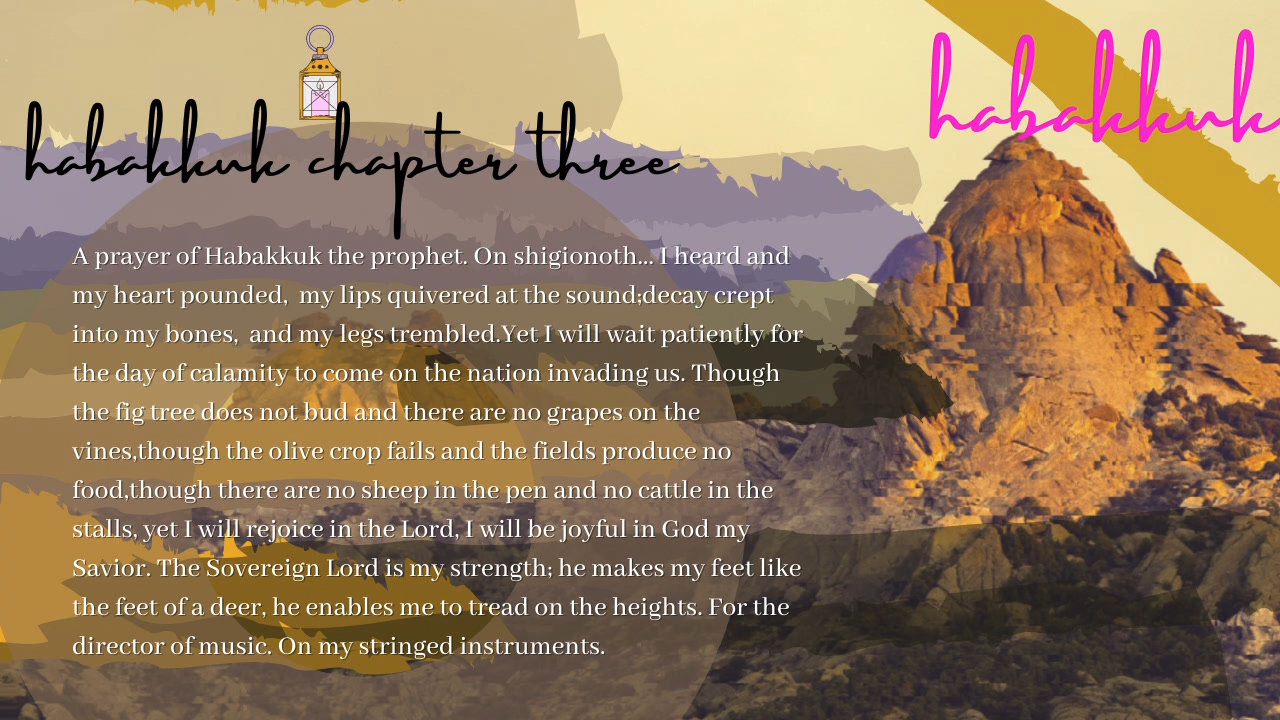 habakkuk
habakkuk chapter three
A prayer of Habakkuk the prophet. On shigionoth... I heard and
my heart pounded,  my lips quivered at the sound;decay crept
into my bones,  and my legs trembled.Yet I will wait patiently for
the day of calamity to come on the nation invading us. Though
the fig tree does not bud and there are no grapes on the
vines,though the olive crop fails and the fields produce no
food,though there are no sheep in the pen and no cattle in the
stalls, yet I will rejoice in the Lord, I will be joyful in God my
Savior. The Sovereign Lord is my strength; he makes my feet like
the feet of a deer, he enables me to tread on the heights. For the
director of music. On my stringed instruments.